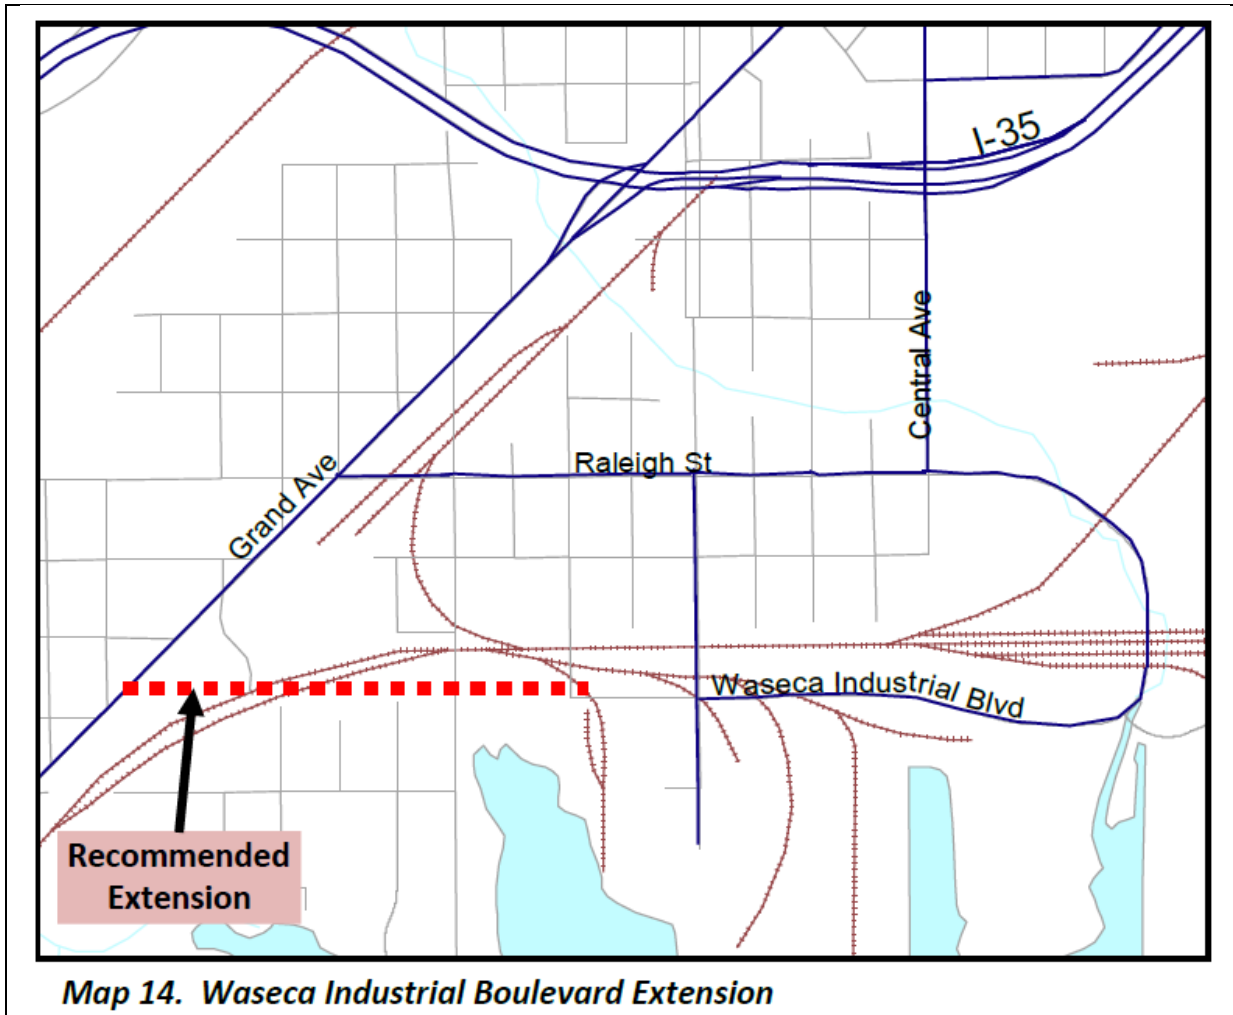 I-35
Central Ave
Raleigh St
Grand Ave
Waseca Industrial Blvd
Recommended
Extension
Map 14. Waseca Industrial Boulevard Extension